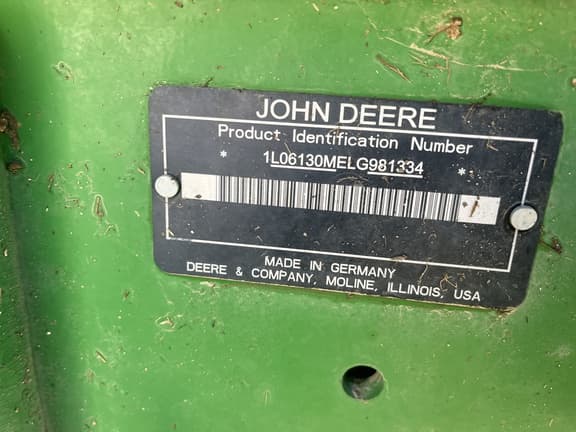 JOHN DEERE
Product Identification Number
* 1L06130MELG981334 *
MADE IN GERMANY
DEERE & COMPANY, MOLINE, ILLINOIS, USA